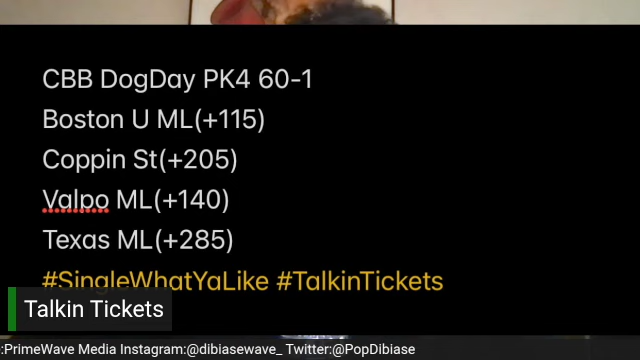 CBB DogDay PK4 60-1
Boston U ML(+115)
Coppin St(+205)
Valpo ML(+140)
Texas ML(+285)
#SingleWhatYaLike #TalkinTickets
Talkin Tickets
:PrimeWave Media Instagram:@dibiasewave_ Twitter:@PopDibiase